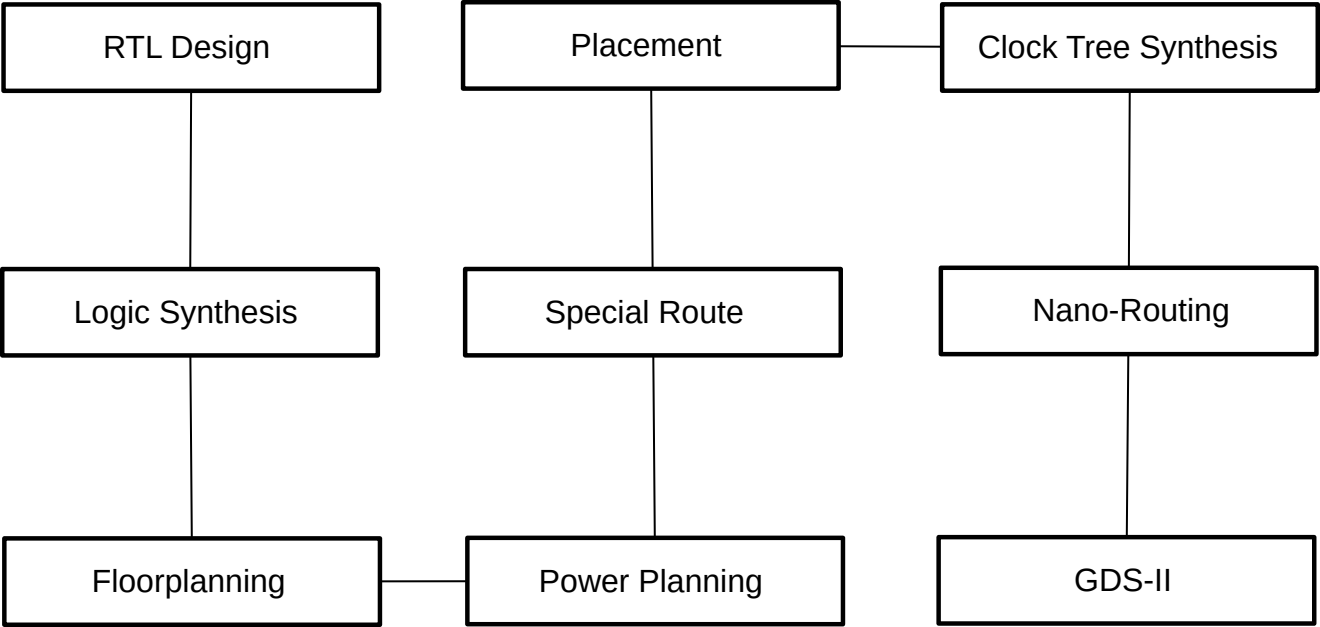 RTL Design
Placement
Clock Tree Synthesis
Logic Synthesis
Special Route
Nano-Routing
Floorplanning
Power Planning
GDS-II